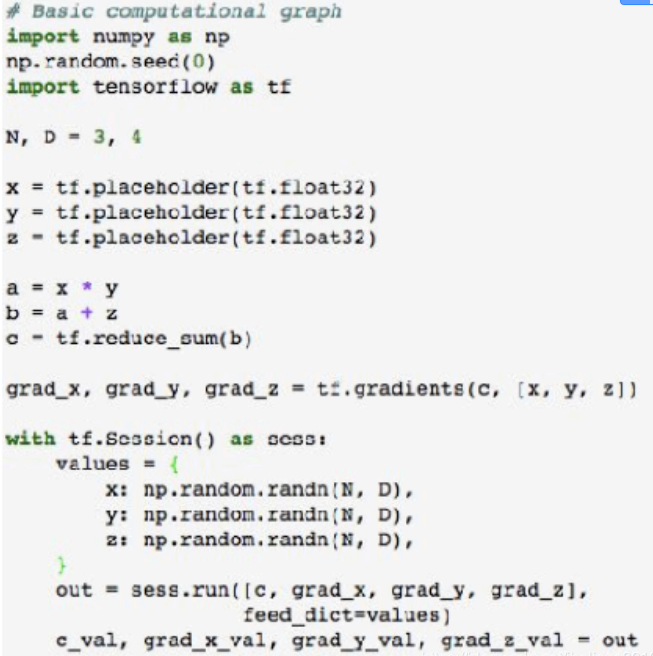 # Basic computational graph
import numpy as np
np.random.seed(0)
import tensorflow as tf
N, D = 3, 4
x = tf.placeholder(tf.float32)
y = tf.placeholder(tf.float32)
z = tf.placeholder(tf.float32)
a = x * y
b = a + z
c = tf.reduce_sum(b)
grad_x, grad_y, grad_z = tf.gradients(c, [x, y, z])
with tf.Session() as sess:
    values = {
        x: np.random.randn(N, D),
        y: np.random.randn(N, D),
        z: np.random.randn(N, D),
    }
    out = sess.run([c, grad_x, grad_y, grad_z],
                   feed_dict=values)
    c_val, grad_x_val, grad_y_val, grad_z_val = out